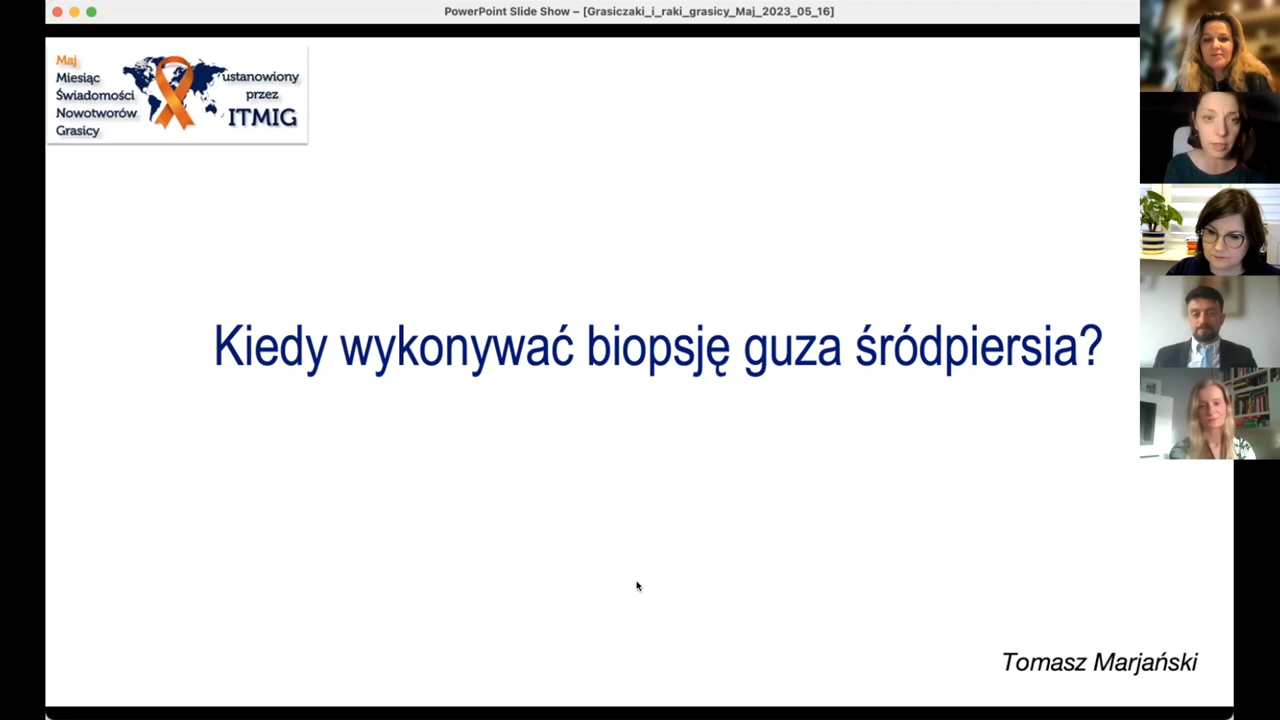 PowerPoint Slide Show – [Grasiczaki_i_raki_grasicy_Maj_2023_05_16]
Maj
Miesiąc
Świadomości
Nowotworów
Grasicy
ustanowiony
przez
ITMIG
Kiedy wykonywać biopsję guza śródpiersia?
Tomasz Marjański